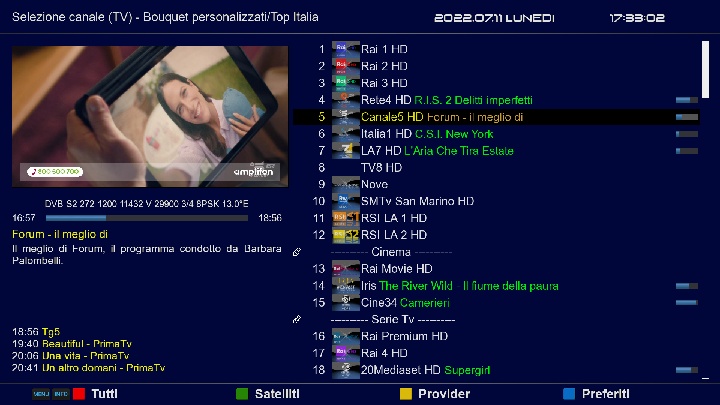 Selezione canale (TV) - Bouquet personalizzati/Top Italia
2022.07.11 LUNEDI
17:33:02
800 600 700
amplifon
DVB-S2 272 1200 11432 V 29900 3/4 8PSK 13.0°E
16:57
18:56
Forum - il meglio di
Il meglio di Forum, il programma condotto da Barbara
Palombelli.
18:56 Tg5
19:40 Beautiful - PrimaTv
20:06 Una vita - PrimaTv
20:41 Un altro domani - PrimaTv
1 Rai 1 HD
2 Rai 2 HD
3 Rai 3 HD
4 Rete4 HD R.I.S. 2 Delitti imperfetti
5 Canale5 HD Forum - il meglio di
6 Italia1 HD C.S.I. New York
7 LA7 HD L'Aria Che Tira Estate
8 TV8 HD
9 Nove
10 SMTv San Marino HD
11 RSI LA 1 HD
12 RSI LA 2 HD
---------- Cinema ----------
13 Rai Movie HD
14 Iris The River Wild - Il fiume della paura
15 Cine34 Camerieri
---------- Serie Tv ----------
16 Rai Premium HD
17 Rai 4 HD
18 20Mediaset HD Supergirl
MENU INFO Tutti
Satelliti
Provider
Preferiti